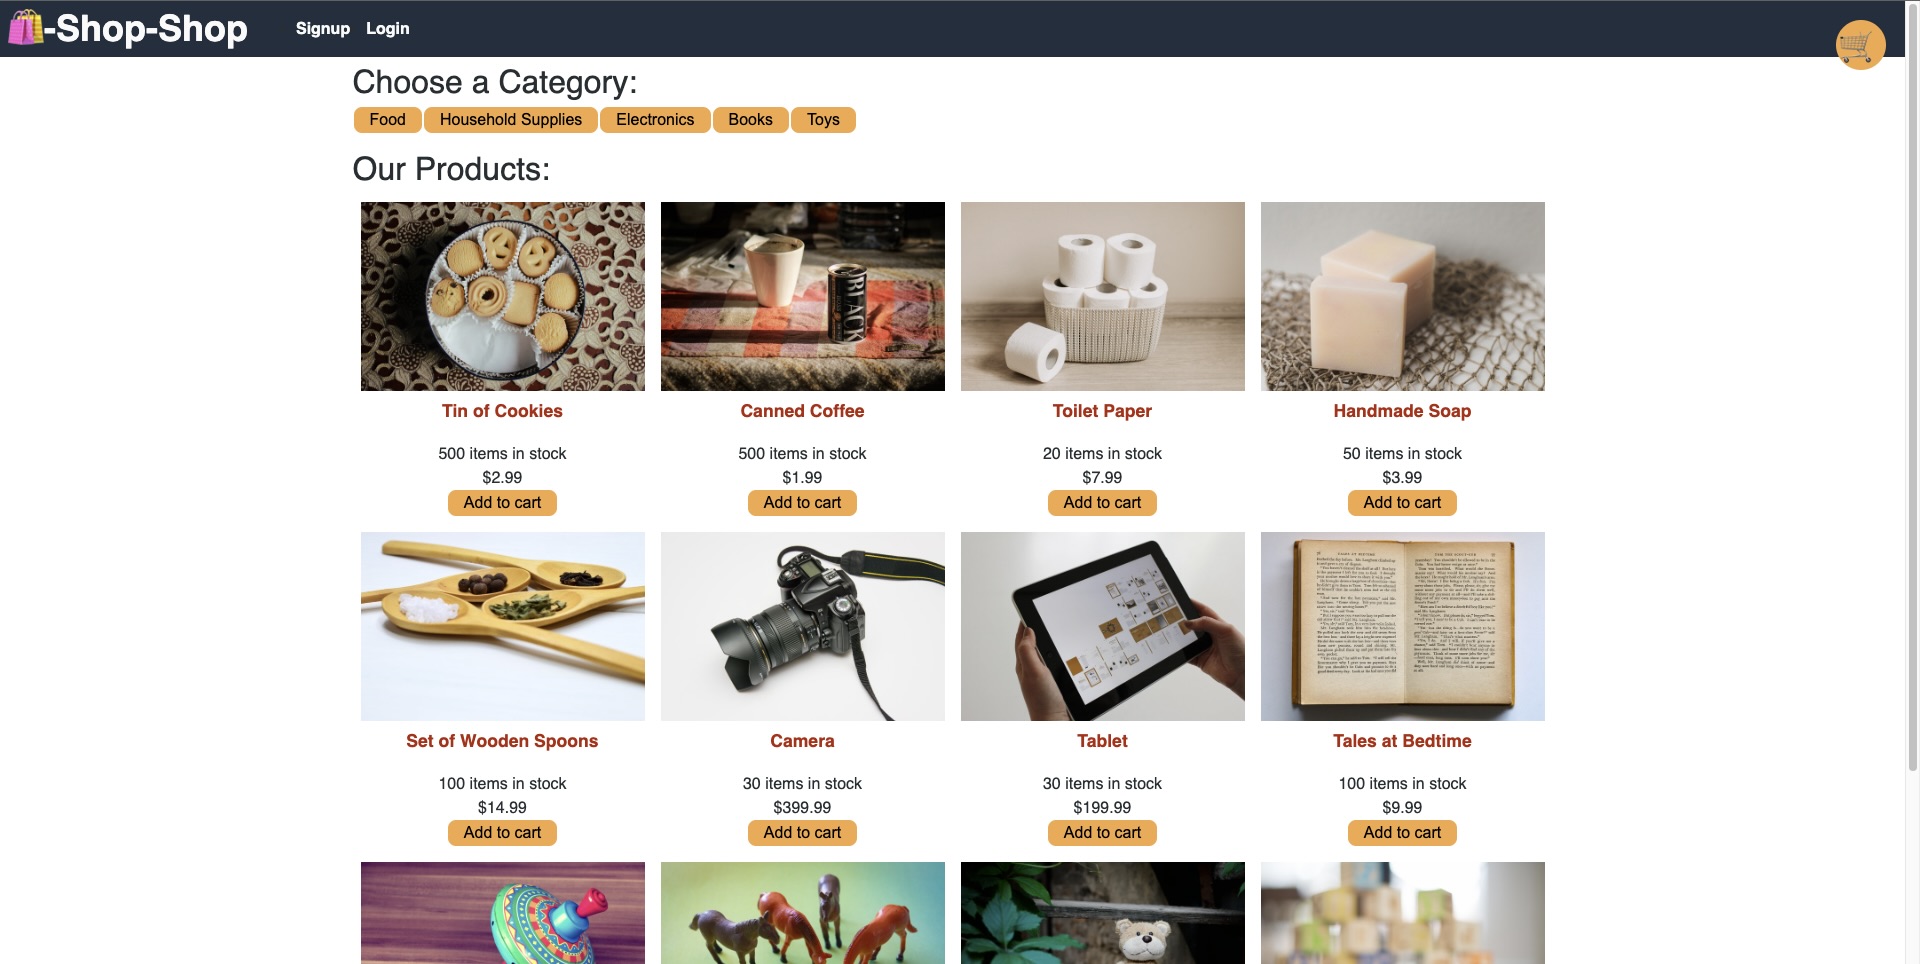 -Shop-Shop
Signup Login
Choose a Category:
Food Household Supplies Electronics Books Toys
Our Products:
BLACK
Tin of Cookies Canned Coffee Toilet Paper Handmade Soap
500 items in stock 500 items in stock 20 items in stock 50 items in stock
$2.99 $1.99 $7.99 $3.99
Add to cart Add to cart Add to cart Add to cart
Set of Wooden Spoons Camera Tablet Tales at Bedtime
100 items in stock 30 items in stock 30 items in stock 100 items in stock
$14.99 $399.99 $199.99 $9.99
Add to cart Add to cart Add to cart Add to cart